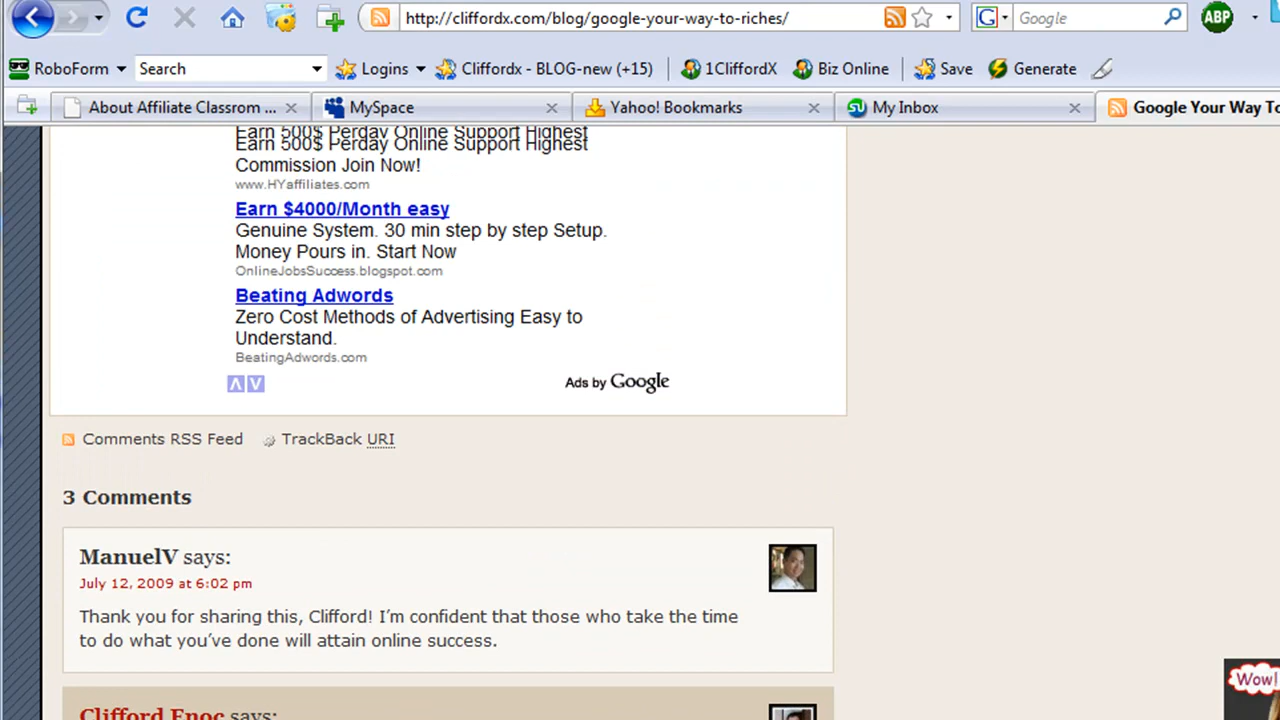 http://cliffordx.com/blog/google-your-way-to-riches/
G Google
ABP
RoboForm Search Logins Cliffordx - BLOG-new (+15) 1CliffordX Biz Online Save Generate
About Affiliate Classrom ... MySpace Yahoo! Bookmarks My Inbox Google Your Way To
Earn 500$ Perday Online Support Highest
Earn 500$ Perday Online Support Highest
Commission Join Now!
www.HYaffiliates.com
Earn $4000/Month easy
Genuine System. 30 min step by step Setup.
Money Pours in. Start Now
OnlineJobsSuccess.blogspot.com
Beating Adwords
Zero Cost Methods of Advertising Easy to
Understand.
BeatingAdwords.com
Ads by Google
Comments RSS Feed TrackBack URI
3 Comments
ManuelV says:
July 12, 2009 at 6:02 pm
Thank you for sharing this, Clifford! I'm confident that those who take the time
to do what you've done will attain online success.
Wow!
Clifford Enoc says: